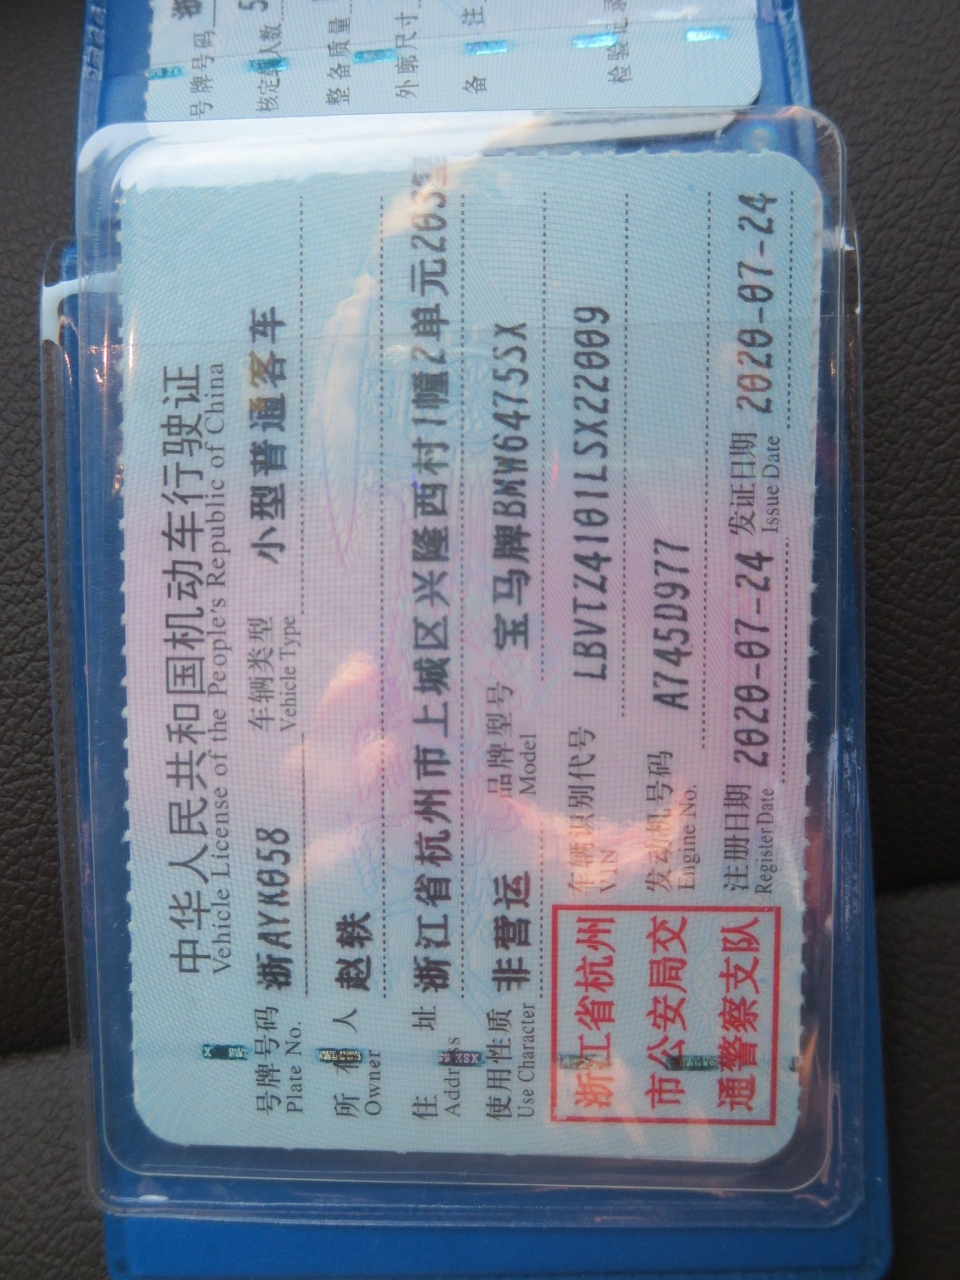 中华人民共和国机动车行驶证
Vehicle License of the People's Republic of China
号牌号码 浙AYK058 车辆类型 小型普通客车
Plate No. Vehicle Type
所有人 赵轶
Owner
住址 浙江省杭州市上城区兴隆西村11幢2单元203室
Address
使用性质 非营运 品牌型号 宝马牌BMW6475SX
Use Character Model
车辆识别代号 LBVTZ4101LSX22009
VIN
发动机号码 A745D977
Engine No.
注册日期 2020-07-24 发证日期 2020-07-24
Register Date Issue Date
浙江省杭州
市公安局交
通警察支队
号牌号码 浙
核定载人数 5
整备质量
外廓尺寸
备注
检验记录